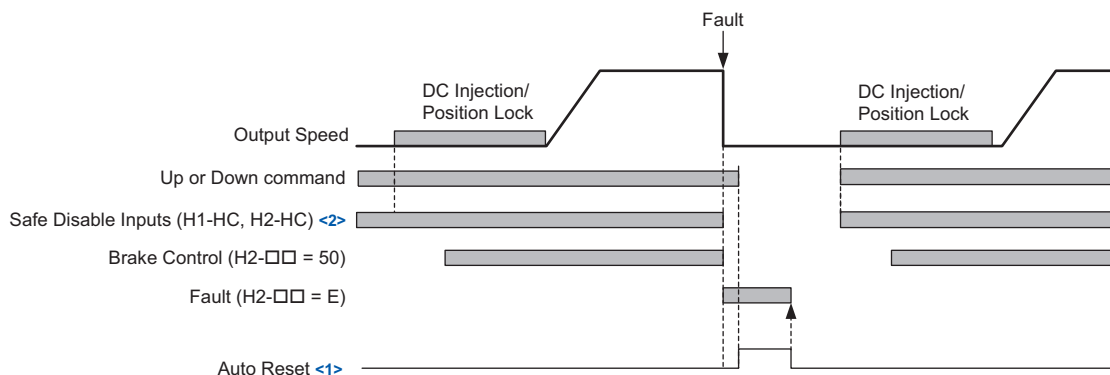 Fault
DC Injection/
Position Lock
DC Injection/
Position Lock
Output Speed
Up or Down command
Safe Disable Inputs (H1-HC, H2-HC) <2>
Brake Control (H2-□□ = 50)
Fault (H2-□□ = E)
Auto Reset <1>